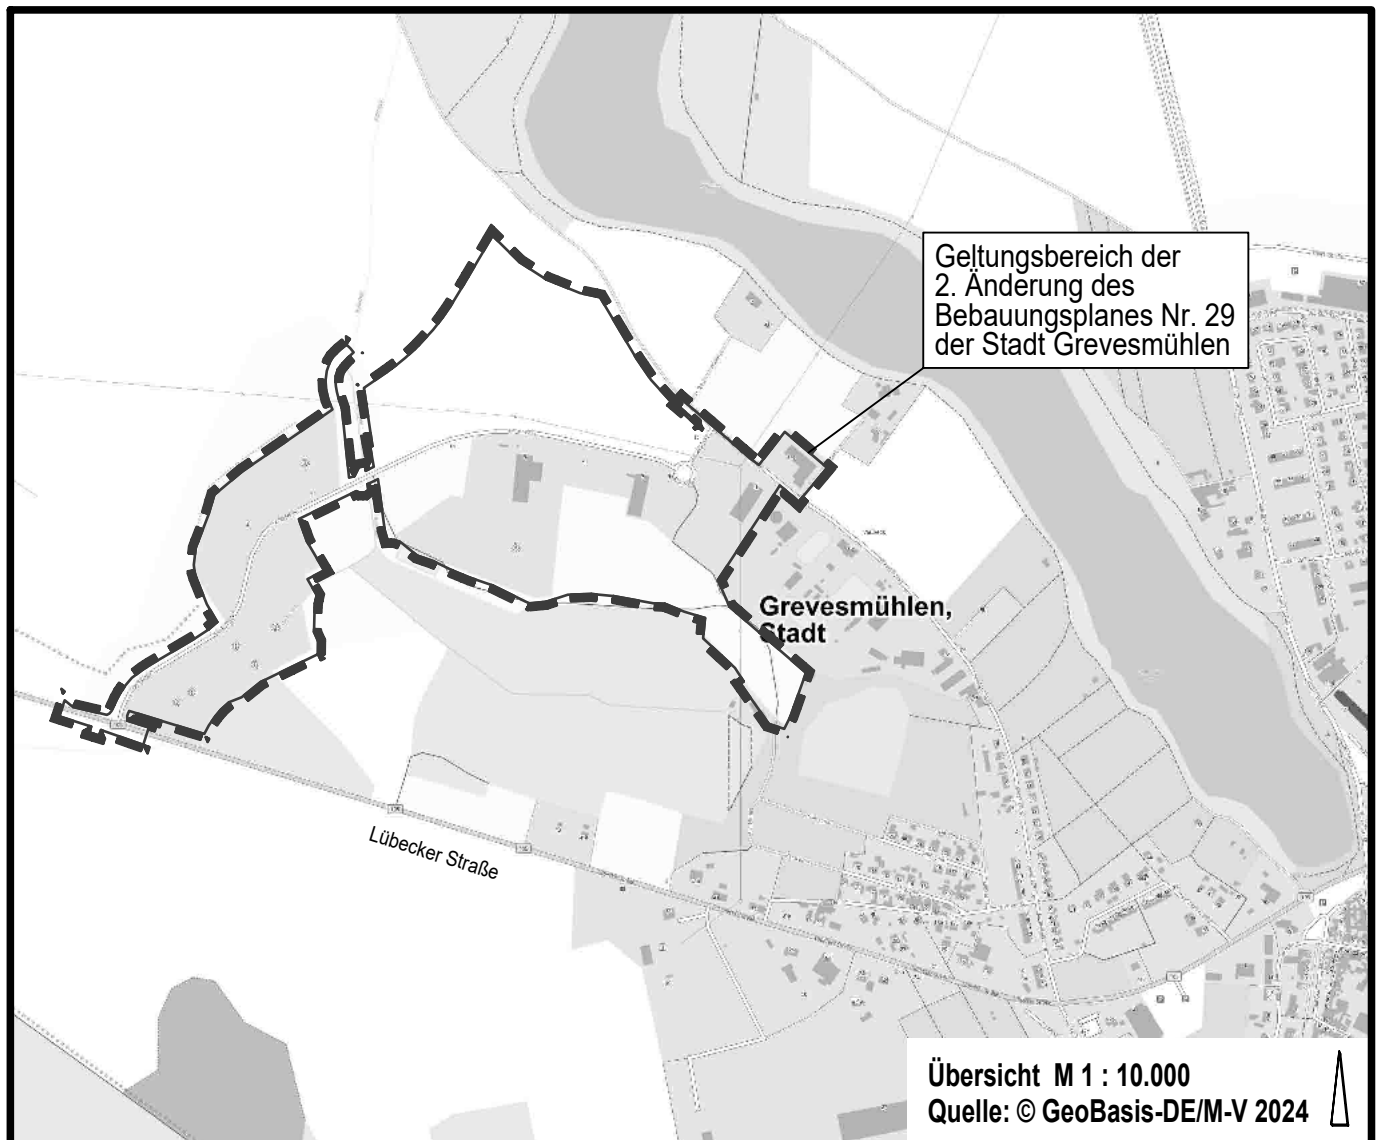 Geltungsbereich der
2. Änderung des
Bebauungsplanes Nr. 29
der Stadt Grevesmühlen
Grevesmühlen,
Stadt
Lübecker Straße
Übersicht M 1 : 10.000
Quelle: © GeoBasis-DE/M-V 2024